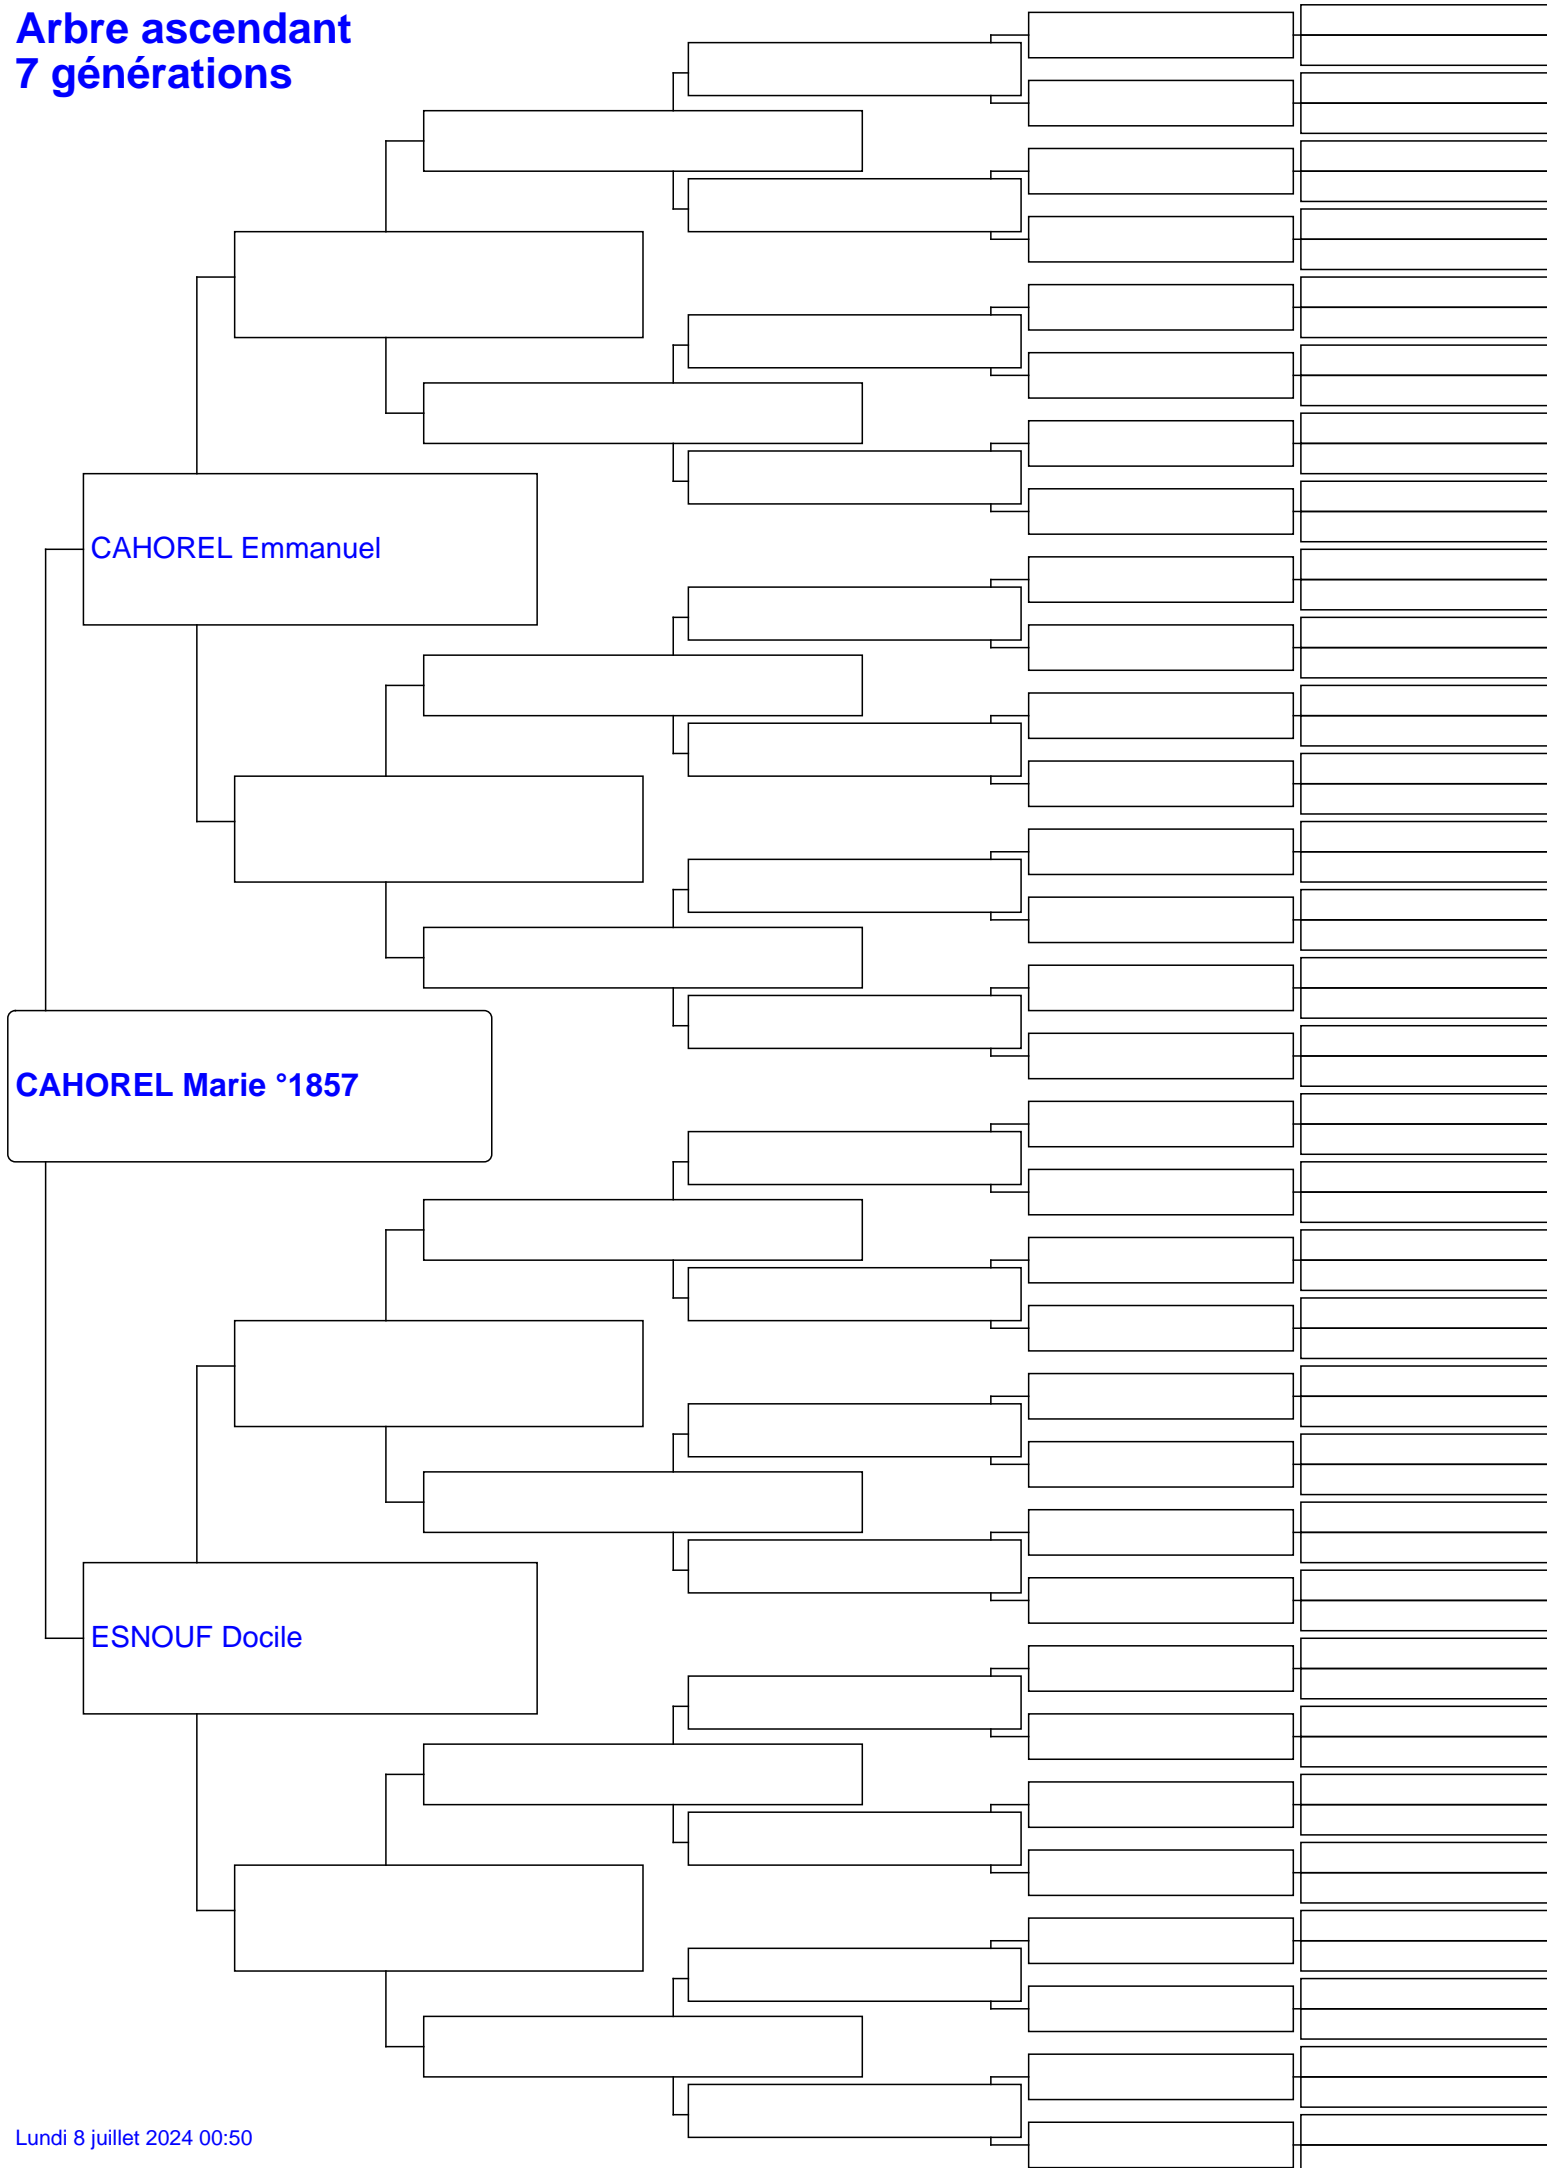 Arbre ascendant
7 générations
CAHOREL Emmanuel
CAHOREL Marie °1857
ESNOUF Docile
Lundi 8 juillet 2024 00:50